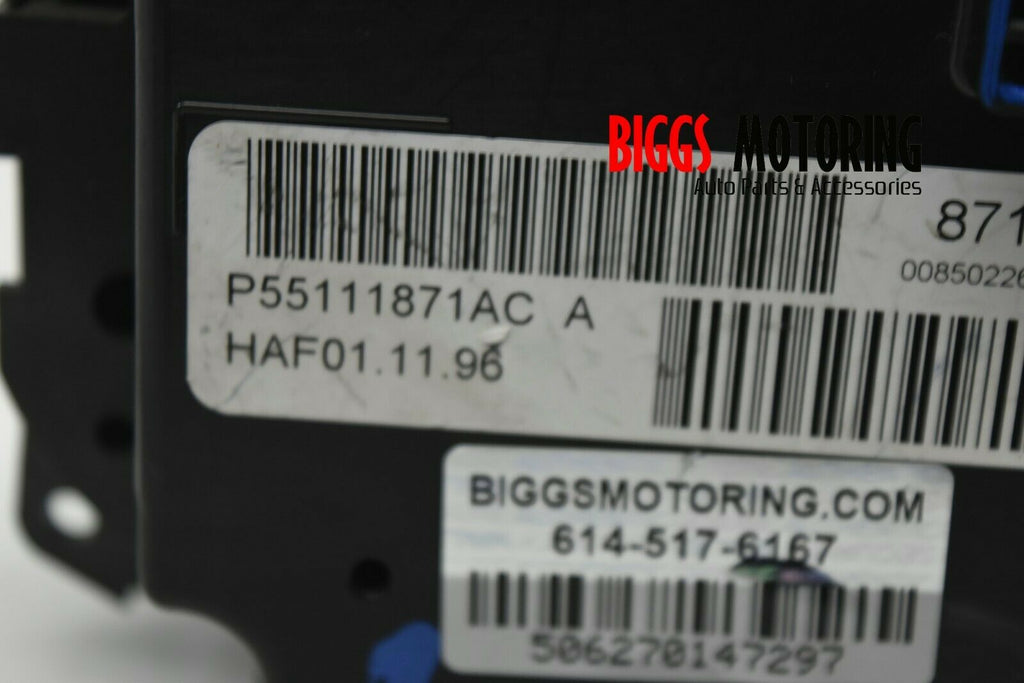 BIGGS MOTORING
Auto Parts & Accessories
871
00850226
P55111871AC A
HAF01.11.96
BIGGSMOTORING.COM
614-517-6167
506270147297